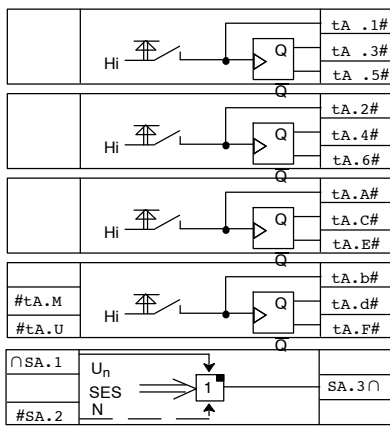 tA .1#
Hi Q tA .3#
tA .5#
Q
tA.2#
Hi Q tA.4#
tA.6#
Q
tA.A#
Hi Q tA.C#
tA.E#
Q
tA.b#
#tA.M Hi Q tA.d#
#tA.U tA.F#
Q
∩SA.1 Un
SES 1 SA.3∩
#SA.2 N